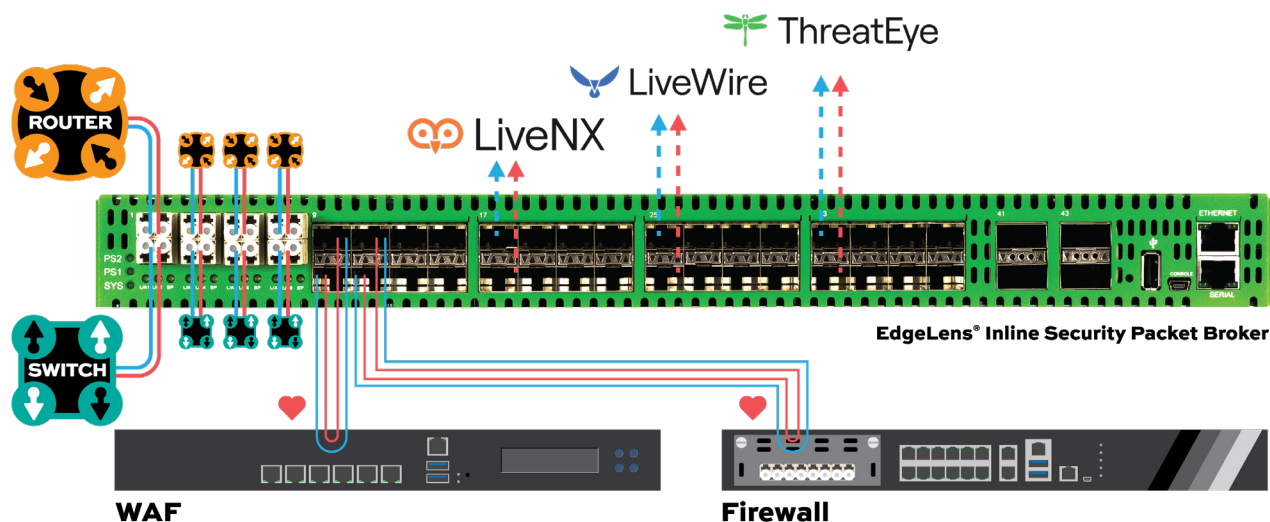 ThreatEye
LiveWire
LiveNX
ROUTER
1
9
17
25
41
43
ETHERNET
PS2
PS1
SYS
CONSOLE
SERIAL
EdgeLens® Inline Security Packet Broker
SWITCH
WAF
Firewall